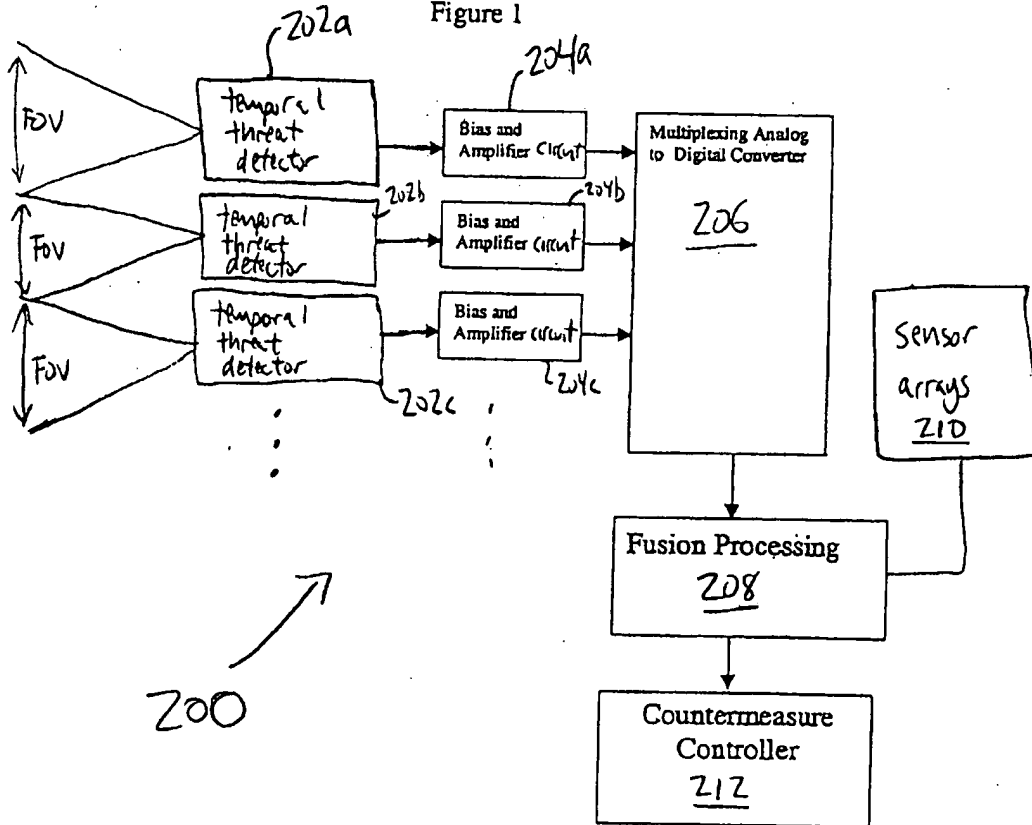 Figure 1
202a
204a
FOV
temporal
threat
detector
Bias and
Amplifier circuit
Multiplexing Analog
to Digital Converter
206
202b
204b
FOV
temporal
threat
detector
Bias and
Amplifier circuit
FOV
temporal
threat
detector
Bias and
Amplifier circuit
202c
204c
sensor
arrays
210
Fusion Processing
208
200
Countermeasure
Controller
212